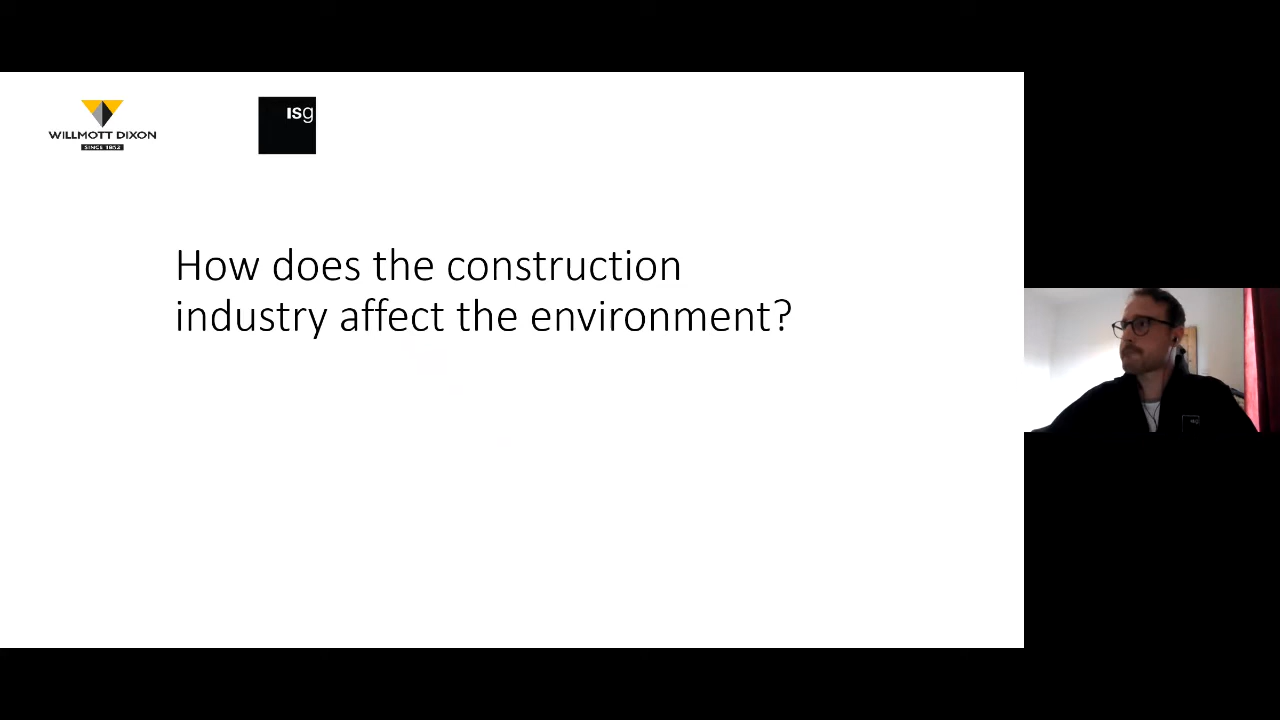 WILLMOTT DIXON
SINCE 1852
isg
How does the construction
industry affect the environment?